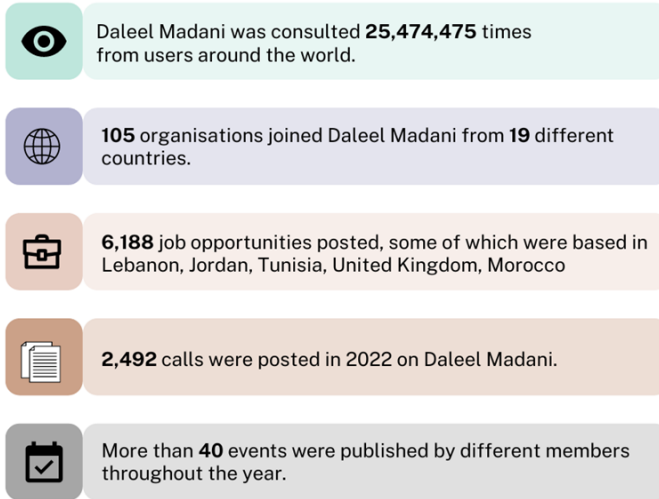 Daleel Madani was consulted 25,474,475 times
from users around the world.
105 organisations joined Daleel Madani from 19 different
countries.
6,188 job opportunities posted, some of which were based in
Lebanon, Jordan, Tunisia, United Kingdom, Morocco
2,492 calls were posted in 2022 on Daleel Madani.
More than 40 events were published by different members
throughout the year.